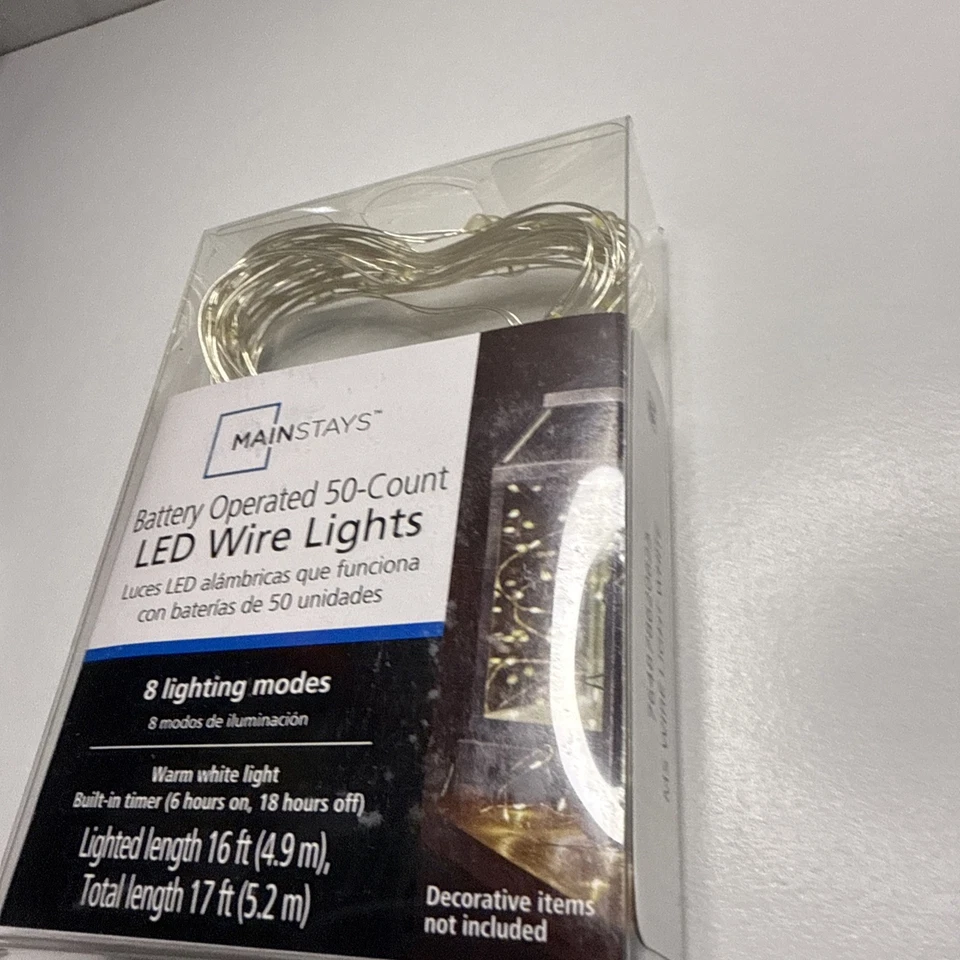 MAINSTAYS™
Battery Operated 50-Count
LED Wire Lights
Luces LED alámbricas que funciona
con baterías de 50 unidades
8 lighting modes
8 modos de iluminación
Warm white light
Built-in timer (6 hours on, 18 hours off)
Lighted length 16 ft (4.9 m),
Total length 17 ft (5.2 m)
Decorative items
not included